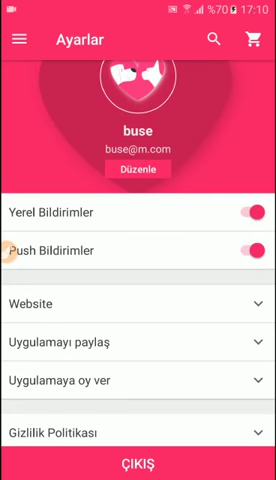 %70 17:10
Ayarlar
buse
buse@m.com
Düzenle
Yerel Bildirimler
Push Bildirimler
Website
Uygulamayı paylaş
Uygulamaya oy ver
Gizlilik Politikası
ÇIKIŞ